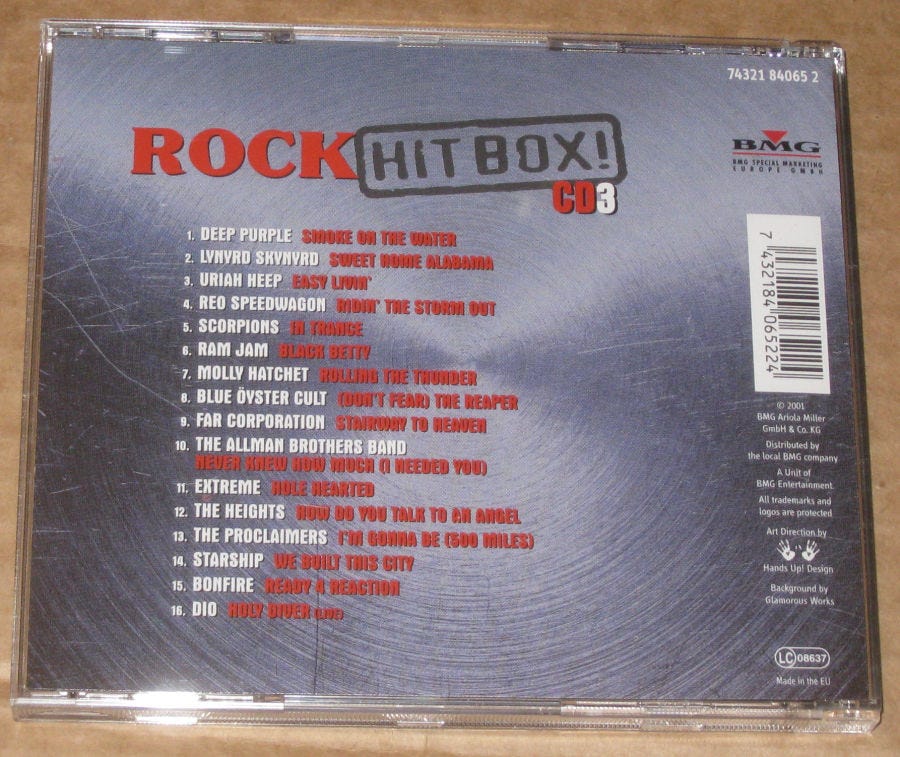 74321 84065 2
ROCK HIT BOX!
CD3
BMG
BMG SPECIAL MARKETING
EUROPE GMBH
1. DEEP PURPLE SMOKE ON THE WATER
2. LYNYRD SKYNYRD SWEET HOME ALABAMA
3. URIAH HEEP EASY LIVIN'
4. REO SPEEDWAGON RIDIN' THE STORM OUT
5. SCORPIONS IN TRANCE
6. RAM JAM BLACK BETTY
7. MOLLY HATCHET ROLLING THE THUNDER
8. BLUE ÖYSTER CULT (DON'T FEAR) THE REAPER
9. FAR CORPORATION STAIRWAY TO HEAVEN
10. THE ALLMAN BROTHERS BAND
NEVER KNEW HOW MUCH (I NEEDED YOU)
11. EXTREME HOLE HEARTED
12. THE HEIGHTS HOW DO YOU TALK TO AN ANGEL
13. THE PROCLAIMERS I'M GONNA BE (500 MILES)
14. STARSHIP WE BUILT THIS CITY
15. BONFIRE READY 4 REACTION
16. DIO HOLY DIVER (LIVE)
7 432184 065224
© 2001
BMG Ariola Miller
GmbH & Co. KG
Distributed by
the local BMG company
A Unit of
BMG Entertainment
All trademarks and
logos are protected
Art Direction by
Hands Up! Design
Background by
Glamorous Works
LC 08637
Made in the EU